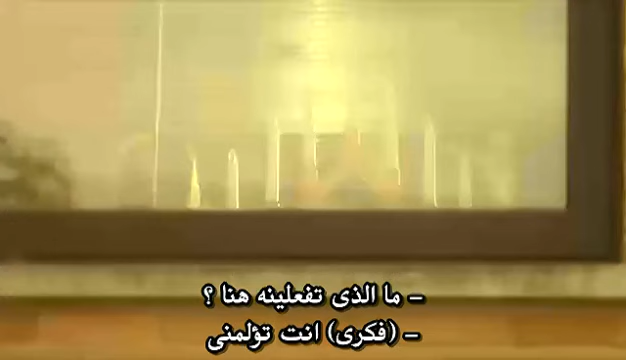 - ما الذى تفعلينه هنا ؟
- (فكرى) انت تؤلمنى